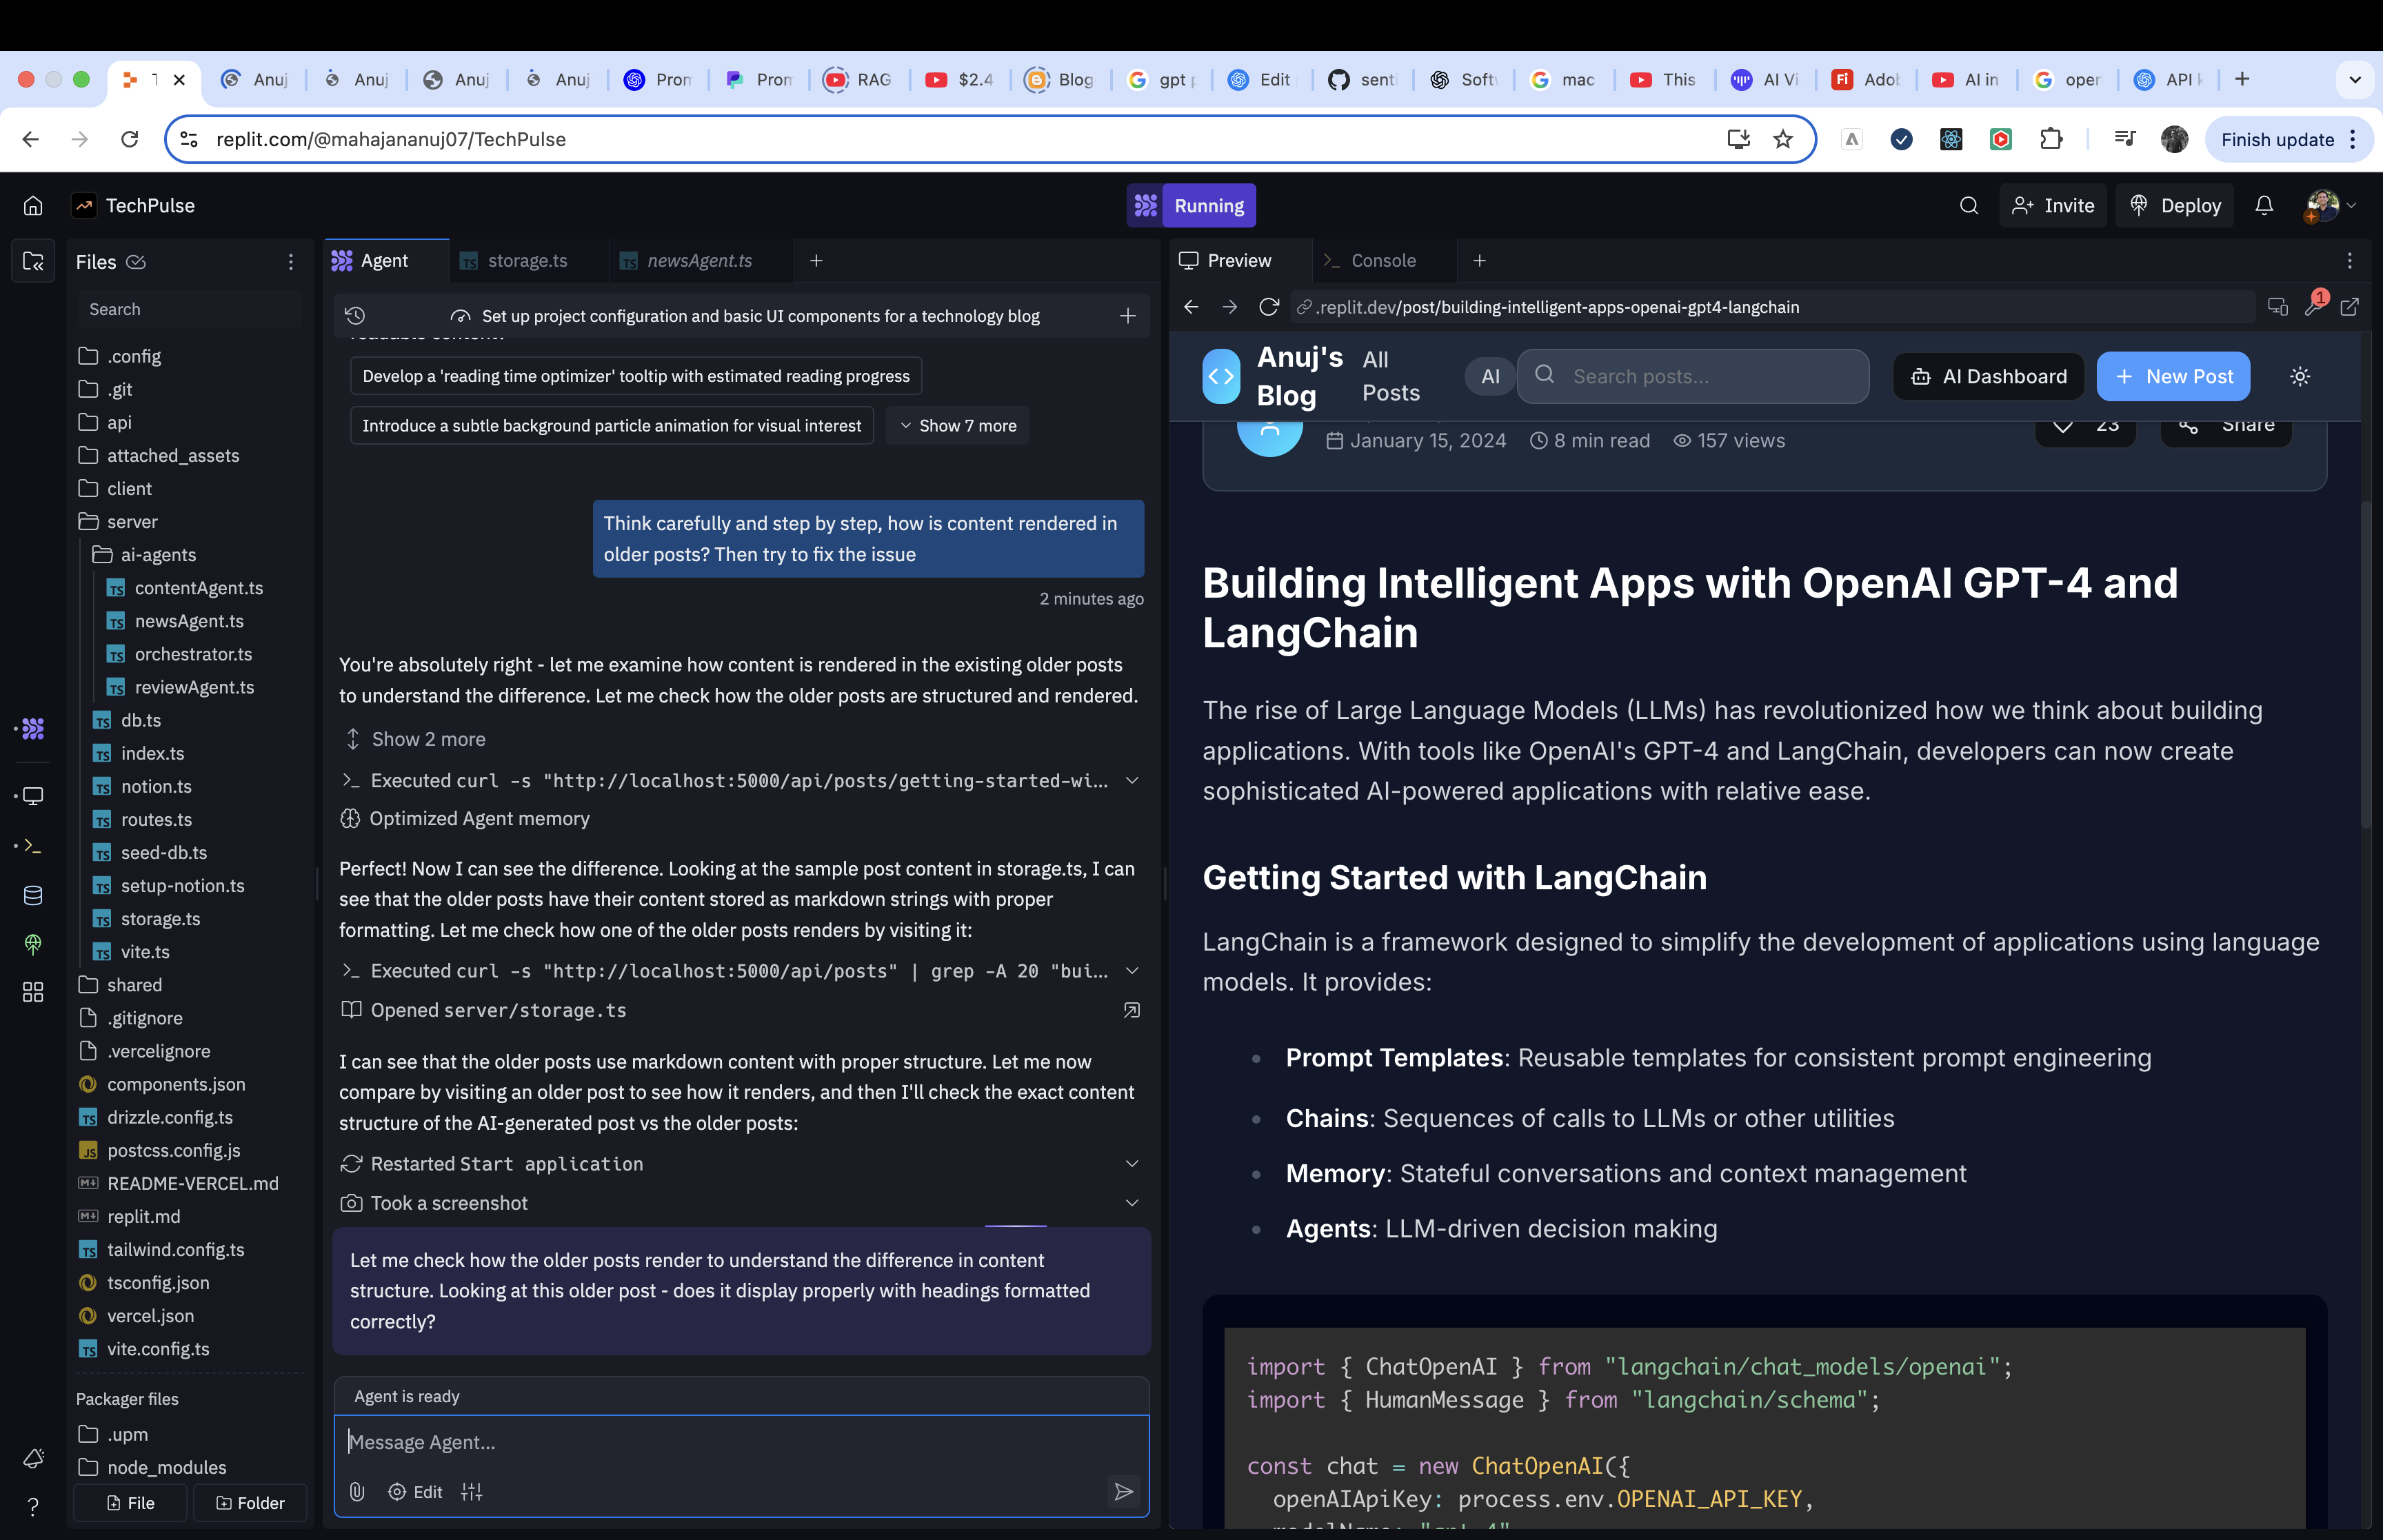 T
Anuj
Anuj
Anuj
Anuj
Prom
Prom
RAG
$2.4
Blog
gpt p
Edit
senti
Softw
mac
This
AI Vi
Adob
AI in
open
API k
replit.com/@mahajananuj07/TechPulse
Finish update
TechPulse
Running
Invite
Deploy
Files
Search
.config
.git
api
attached_assets
client
server
ai-agents
contentAgent.ts
newsAgent.ts
orchestrator.ts
reviewAgent.ts
db.ts
index.ts
notion.ts
routes.ts
seed-db.ts
setup-notion.ts
storage.ts
vite.ts
shared
.gitignore
.vercelignore
components.json
drizzle.config.ts
postcss.config.js
README-VERCEL.md
replit.md
tailwind.config.ts
tsconfig.json
vercel.json
vite.config.ts
Packager files
.upm
node_modules
File
Folder
Agent
storage.ts
newsAgent.ts
Set up project configuration and basic UI components for a technology blog
readable content:
Develop a 'reading time optimizer' tooltip with estimated reading progress
Introduce a subtle background particle animation for visual interest
Show 7 more
Think carefully and step by step, how is content rendered in
older posts? Then try to fix the issue
2 minutes ago
You're absolutely right - let me examine how content is rendered in the existing older posts
to understand the difference. Let me check how the older posts are structured and rendered.
Show 2 more
Executed curl -s "http://localhost:5000/api/posts/getting-started-wi...
Optimized Agent memory
Perfect! Now I can see the difference. Looking at the sample post content in storage.ts, I can
see that the older posts have their content stored as markdown strings with proper
formatting. Let me check how one of the older posts renders by visiting it:
Executed curl -s "http://localhost:5000/api/posts" | grep -A 20 "bui...
Opened server/storage.ts
I can see that the older posts use markdown content with proper structure. Let me now
compare by visiting an older post to see how it renders, and then I'll check the exact content
structure of the AI-generated post vs the older posts:
Restarted Start application
Took a screenshot
Let me check how the older posts render to understand the difference in content
structure. Looking at this older post - does it display properly with headings formatted
correctly?
Agent is ready
Message Agent...
Edit
Preview
Console
.replit.dev/post/building-intelligent-apps-openai-gpt4-langchain
1
Anuj's
Blog
All
Posts
AI
Search posts...
AI Dashboard
New Post
January 15, 2024
8 min read
157 views
23
Share
Building Intelligent Apps with OpenAI GPT-4 and
LangChain
The rise of Large Language Models (LLMs) has revolutionized how we think about building
applications. With tools like OpenAI's GPT-4 and LangChain, developers can now create
sophisticated AI-powered applications with relative ease.
Getting Started with LangChain
LangChain is a framework designed to simplify the development of applications using language
models. It provides:
Prompt Templates: Reusable templates for consistent prompt engineering
Chains: Sequences of calls to LLMs or other utilities
Memory: Stateful conversations and context management
Agents: LLM-driven decision making
import { ChatOpenAI } from "langchain/chat_models/openai";
import { HumanMessage } from "langchain/schema";
const chat = new ChatOpenAI({
openAIApiKey: process.env.OPENAI_API_KEY,
modelName: "gpt-4"